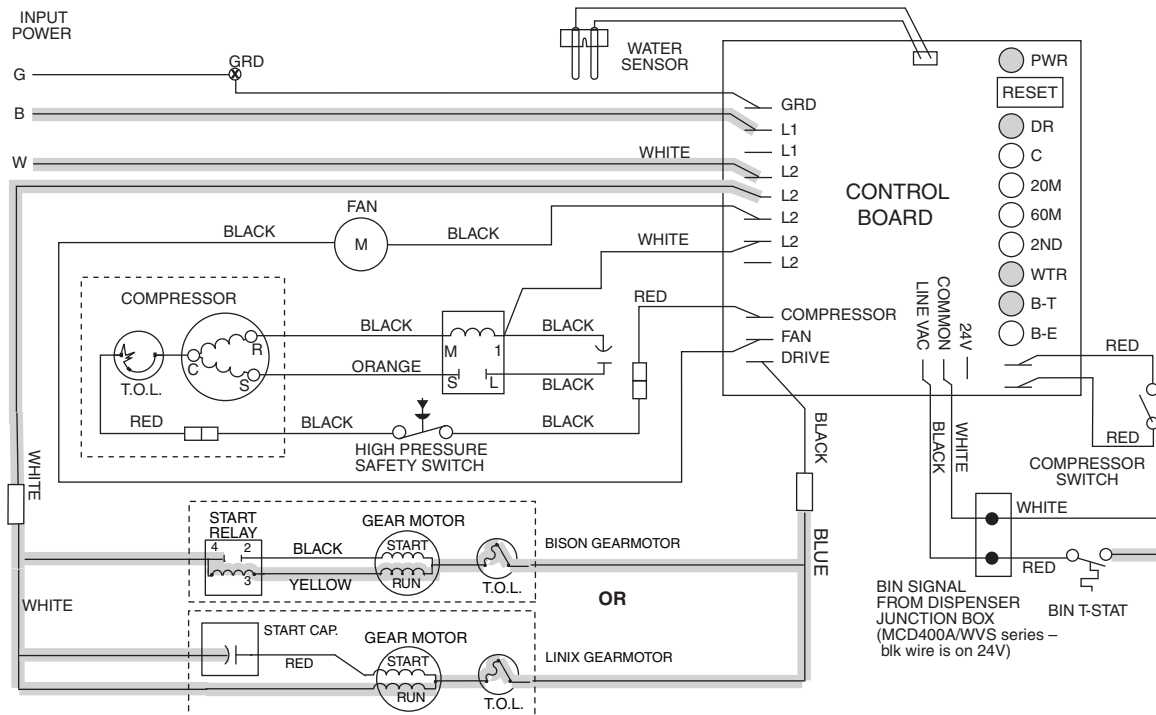 INPUT
POWER
G
GRD
B
W
WHITE
WATER
SENSOR
GRD
L1
L1
L2
L2
L2
L2
L2
COMPRESSOR
FAN
DRIVE
CONTROL
BOARD
PWR
RESET
DR
C
20M
60M
2ND
WTR
B-T
B-E
LINE VAC
COMMON
24V
FAN
BLACK
M
BLACK
WHITE
COMPRESSOR
T.O.L.
C
R
S
BLACK
ORANGE
M
1
S
L
BLACK
BLACK
RED
RED
BLACK
BLACK
HIGH PRESSURE
SAFETY SWITCH
RED
RED
COMPRESSOR
SWITCH
BLACK
WHITE
BLACK
WHITE
BLUE
WHITE
RED
BIN T-STAT
BIN SIGNAL
FROM DISPENSER
JUNCTION BOX
(MCD400A/WVS series –
blk wire is on 24V)
START
RELAY
4
2
3
BLACK
YELLOW
GEAR MOTOR
START
RUN
T.O.L.
BISON GEARMOTOR
OR
WHITE
START CAP.
RED
GEAR MOTOR
START
RUN
T.O.L.
LINIX GEARMOTOR